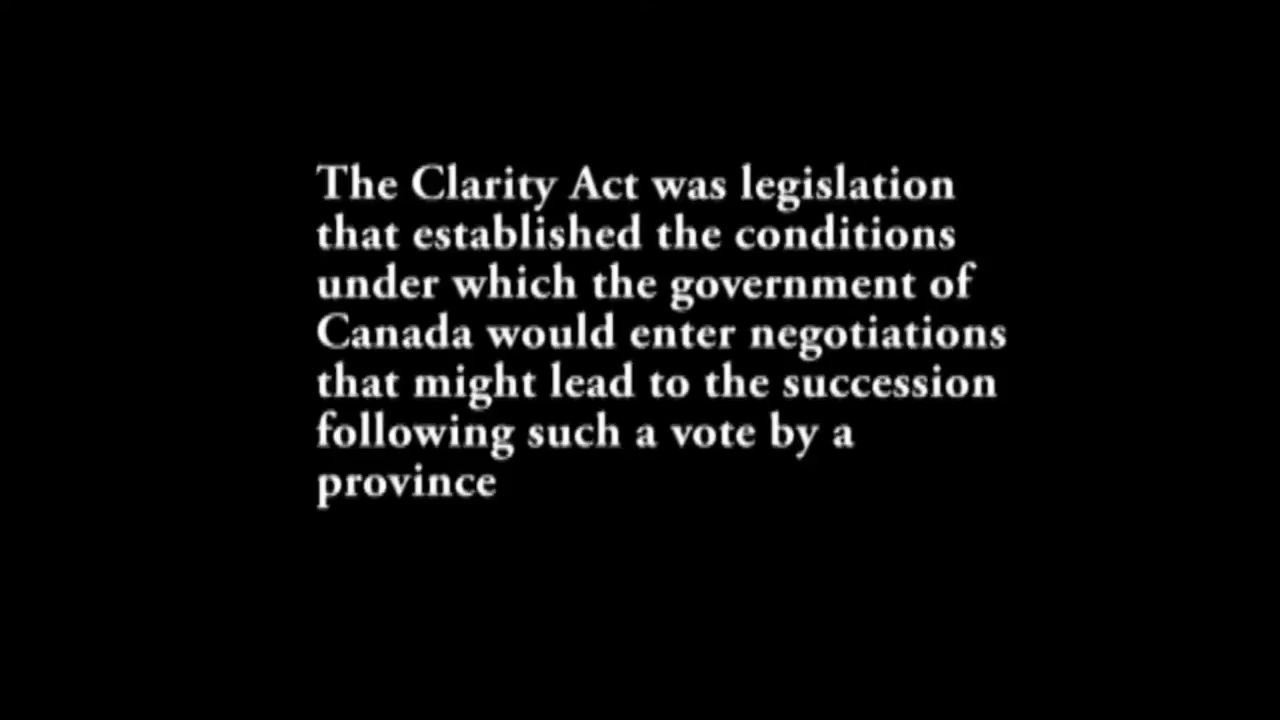 The Clarity Act was legislation
that established the conditions
under which the government of
Canada would enter negotiations
that might lead to the succession
following such a vote by a
province